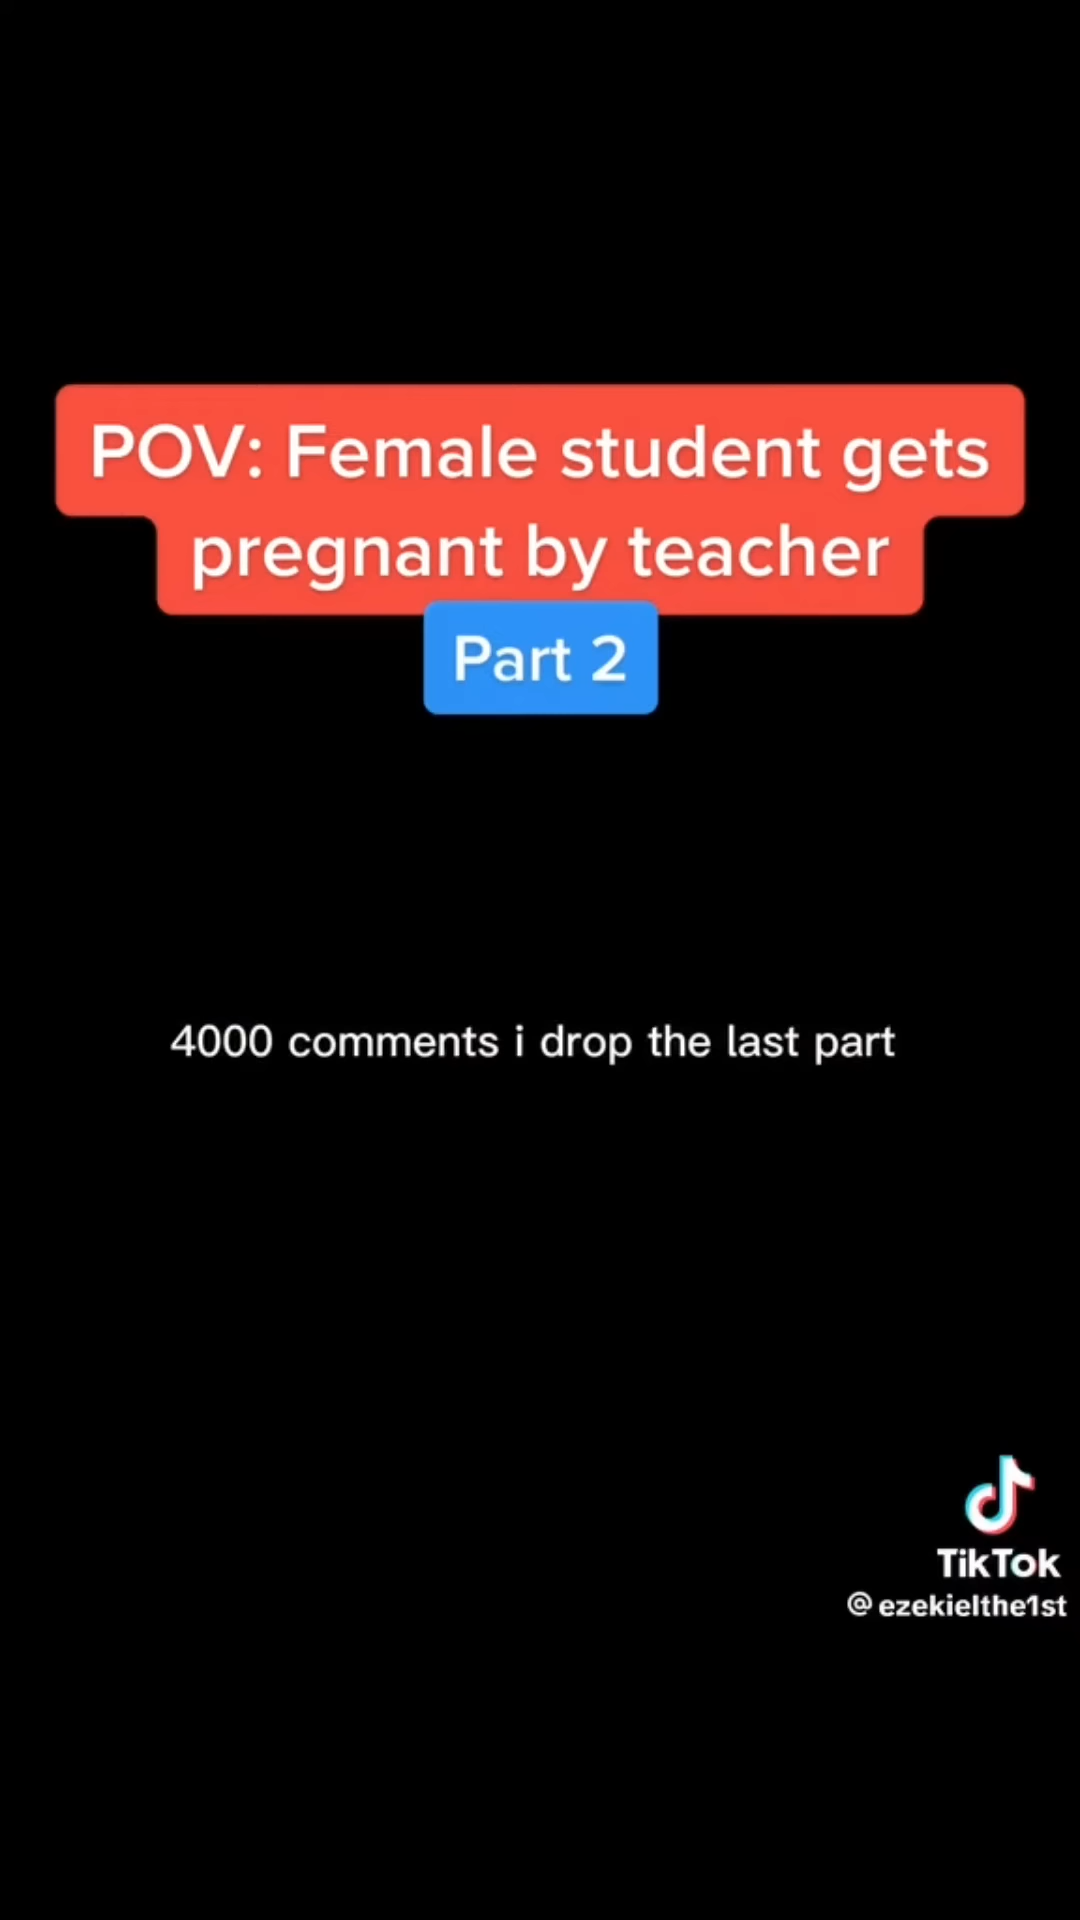 POV: Female student gets
pregnant by teacher
Part 2
4000 comments i drop the last part
TikTok
@ezekielthe1st